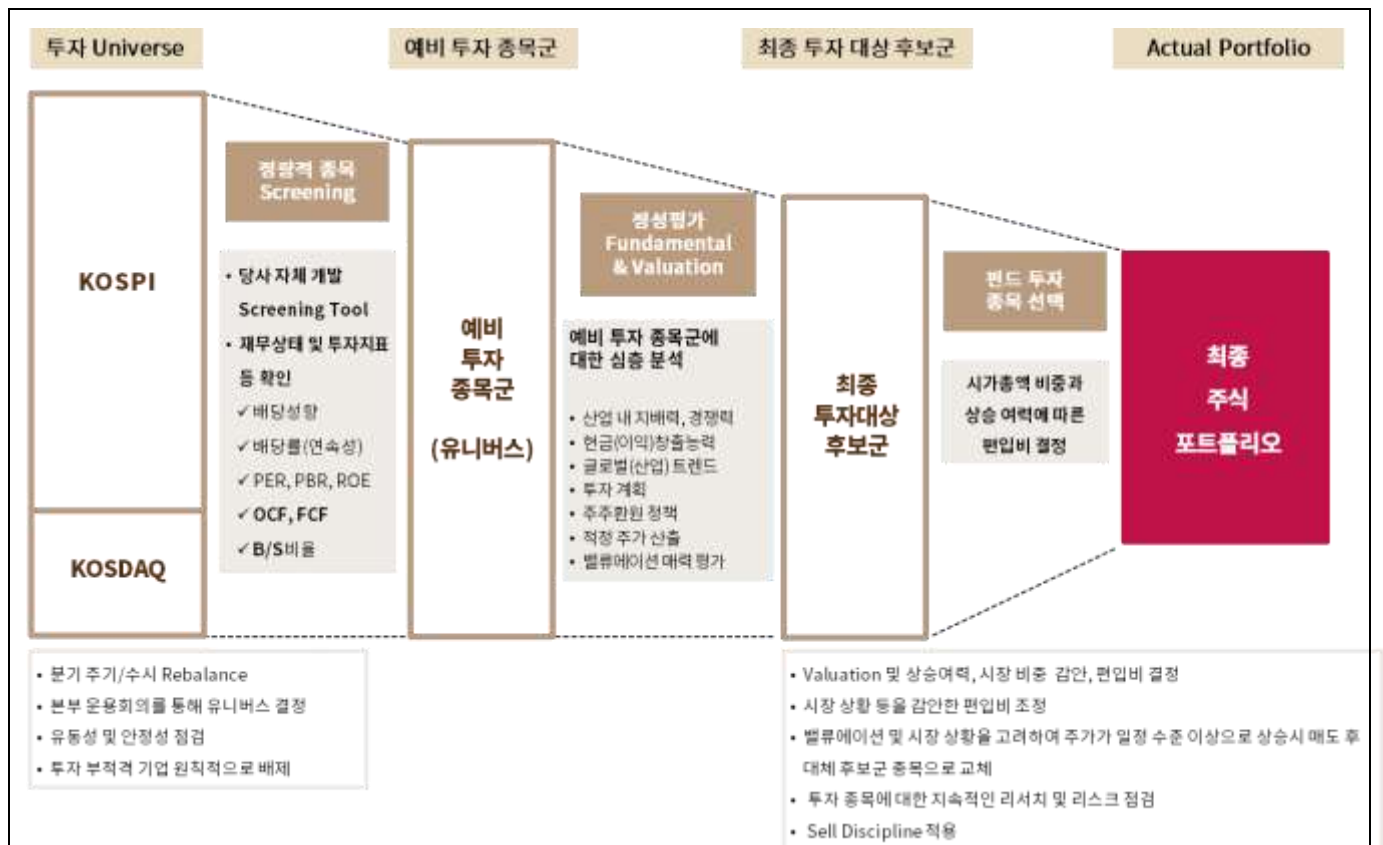 투자 Universe
예비 투자 종목군
최종 투자 대상 후보군
Actual Portfolio
KOSPI
KOSDAQ
정량적 종목
Screening
• 당사 자체 개발
Screening Tool
• 재무상태 및 투자지표
등 확인
✓ 배당성향
✓ 배당률(연속성)
✓ PER, PBR, ROE
✓ OCF, FCF
✓ B/S비율
예비
투자
종목군
(유니버스)
정성평가
Fundamental
& Valuation
예비 투자 종목군에
대한 심층 분석
• 산업 내 지배력, 경쟁력
• 현금(이익)창출능력
• 글로벌(산업) 트렌드
• 투자 계획
• 주주환원 정책
• 적정 주가 산출
• 밸류에이션 매력 평가
최종
투자대상
후보군
펀드 투자
종목 선택
시가총액 비중과
상승 여력에 따른
편입비 결정
최종
주식
포트폴리오
• 분기 주기/수시 Rebalance
• 본부 운용회의를 통해 유니버스 결정
• 유동성 및 안정성 점검
• 투자 부적격 기업 원칙적으로 배제
• Valuation 및 상승여력, 시장 비중 감안, 편입비 결정
• 시장 상황 등을 감안한 편입비 조정
• 밸류에이션 및 시장 상황을 고려하여 주가가 일정 수준 이상으로 상승시 매도 후
대체 후보군 종목으로 교체
• 투자 종목에 대한 지속적인 리서치 및 리스크 점검
• Sell Discipline 적용